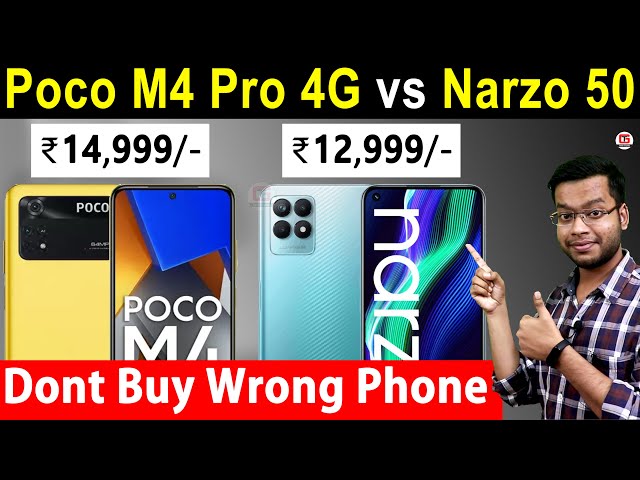 Poco M4 Pro 4G vs Narzo 50
₹14,999/-
₹12,999/-
POCO
64MP
POCO
M4
narzo
Dont Buy Wrong Phone